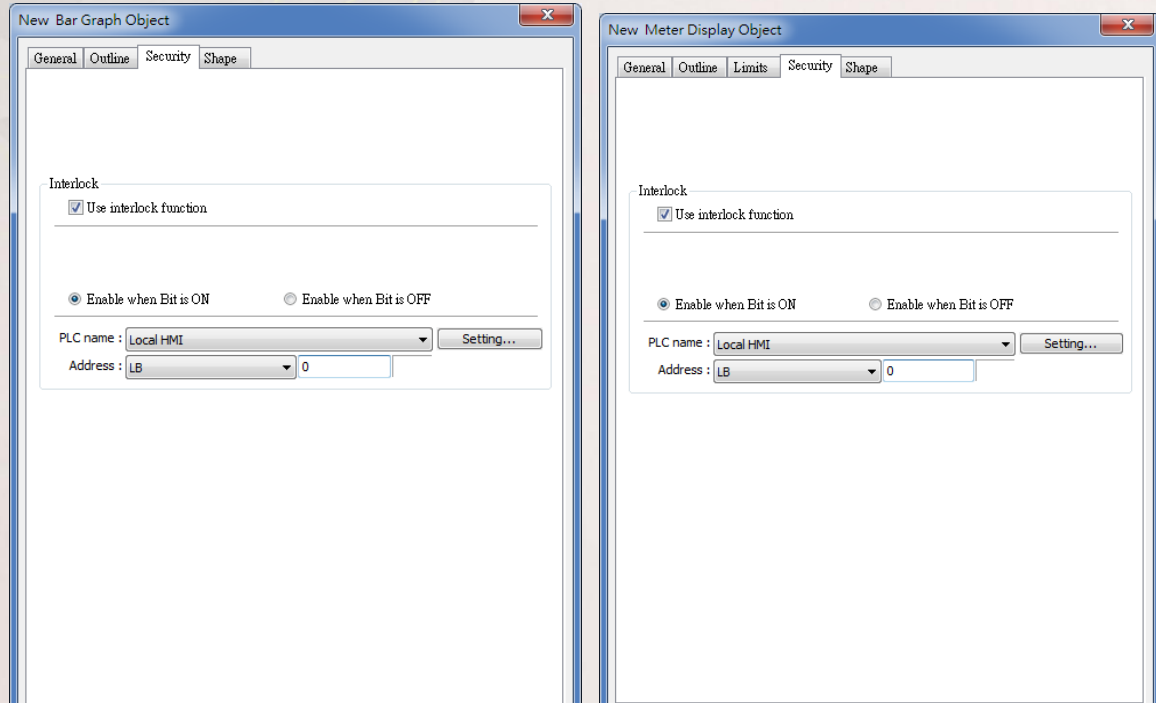 New Bar Graph Object
General Outline Security Shape
Interlock
Use interlock function
Enable when Bit is ON Enable when Bit is OFF
PLC name : Local HMI Setting...
Address : LB 0
New Meter Display Object
General Outline Limits Security Shape
Interlock
Use interlock function
Enable when Bit is ON Enable when Bit is OFF
PLC name : Local HMI Setting...
Address : LB 0